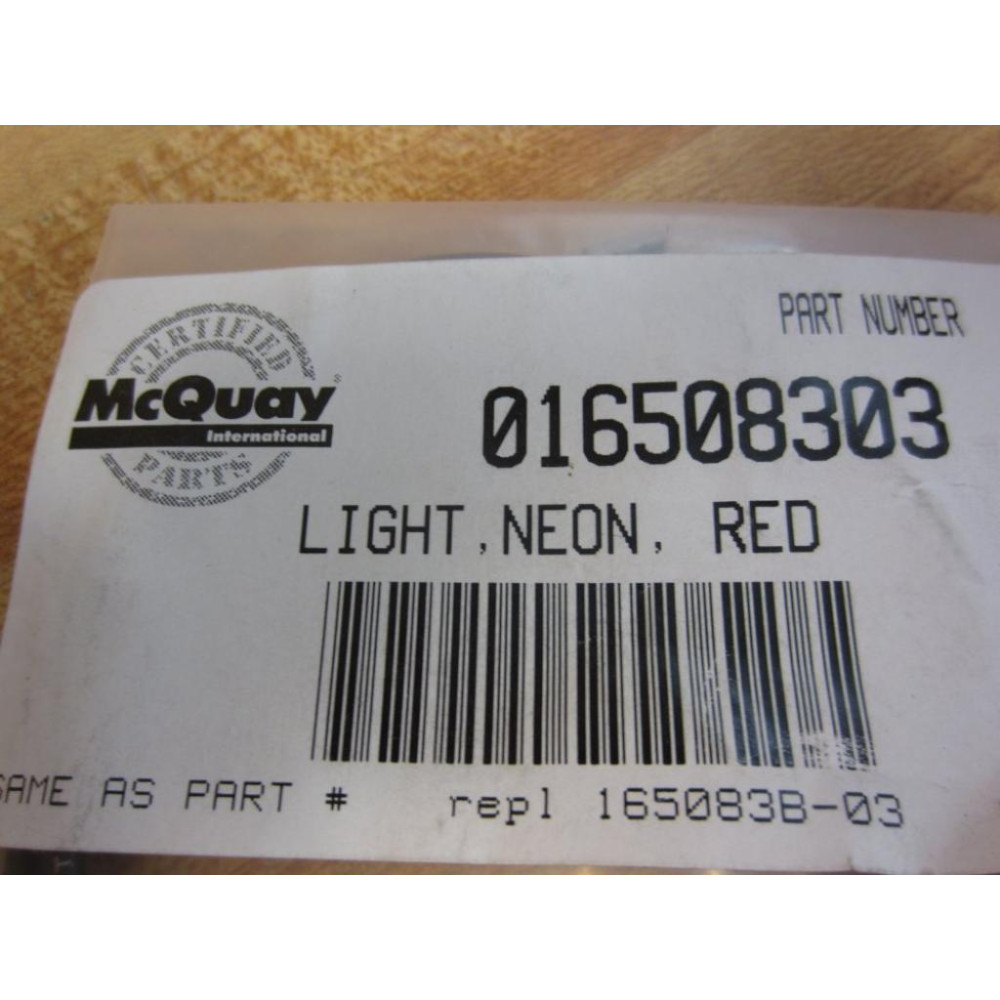 CERTIFIED
McQuay
International
PARTS
PART NUMBER
016508303
LIGHT, NEON, RED
SAME AS PART # repl 165083B-03